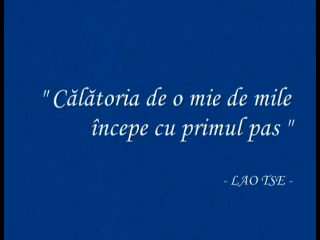 " Călătoria de o mie de mile
începe cu primul pas "
- LAO TSE -